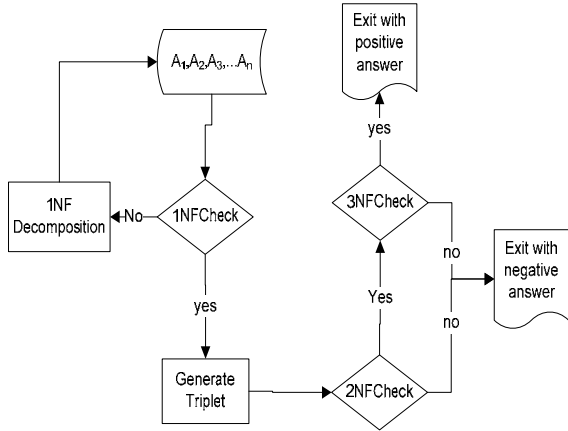 A1,A2,A3,...An
1NF
Decomposition
No
1NFCheck
yes
Generate
Triplet
2NFCheck
Yes
3NFCheck
yes
Exit with
positive
answer
no
no
Exit with
negative
answer